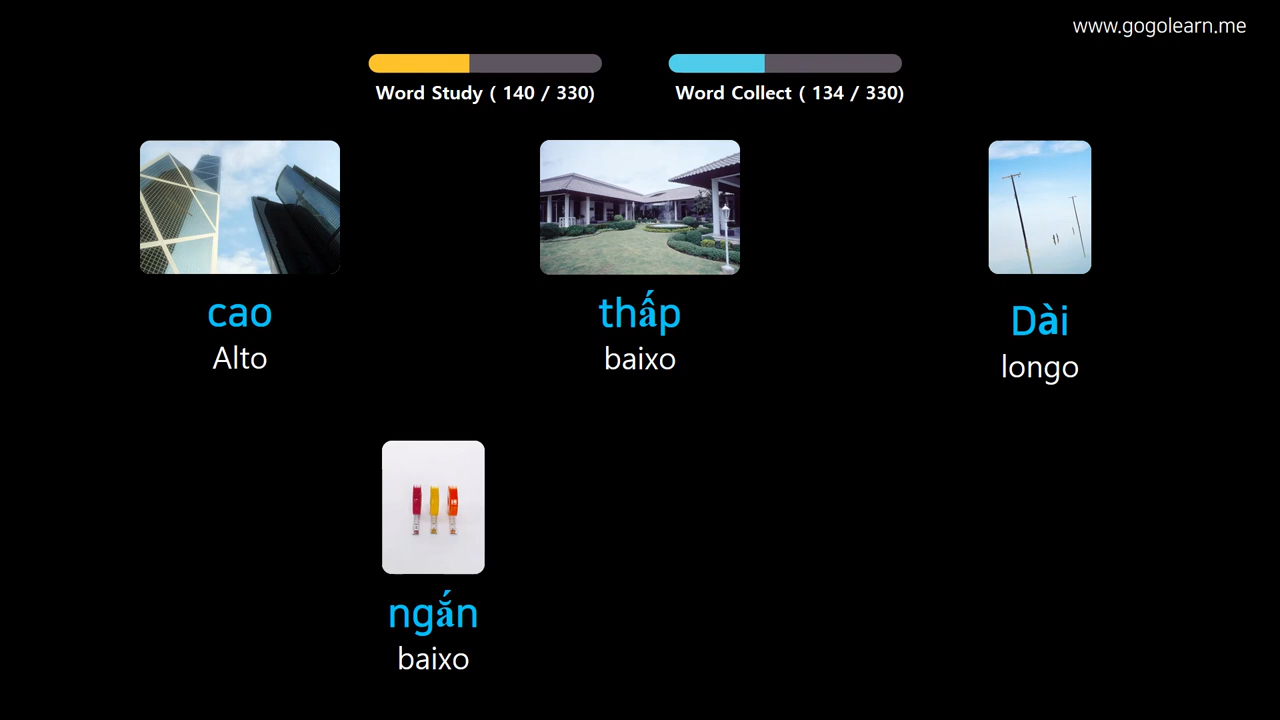 www.gogolearn.me
Word Study ( 140 / 330)
Word Collect ( 134 / 330)
cao
Alto
thấp
baixo
Dài
longo
ngắn
baixo